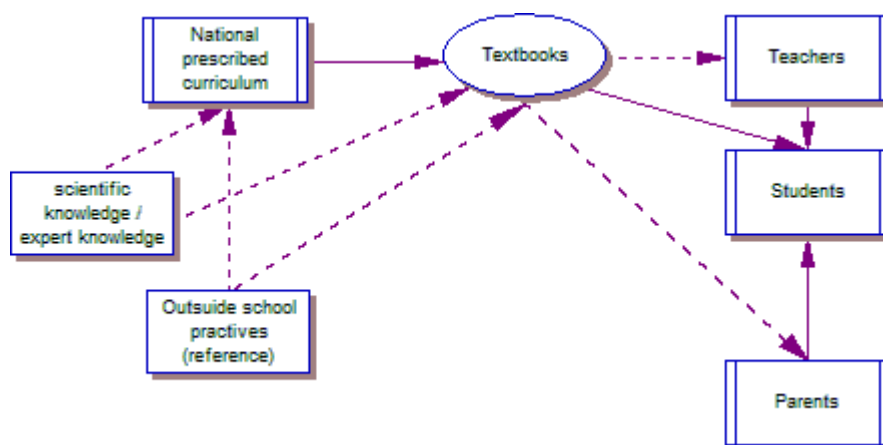 National
prescribed
curriculum
Textbooks
Teachers
scientific
knowledge /
expert knowledge
Students
Outsuide school
practives
(reference)
Parents